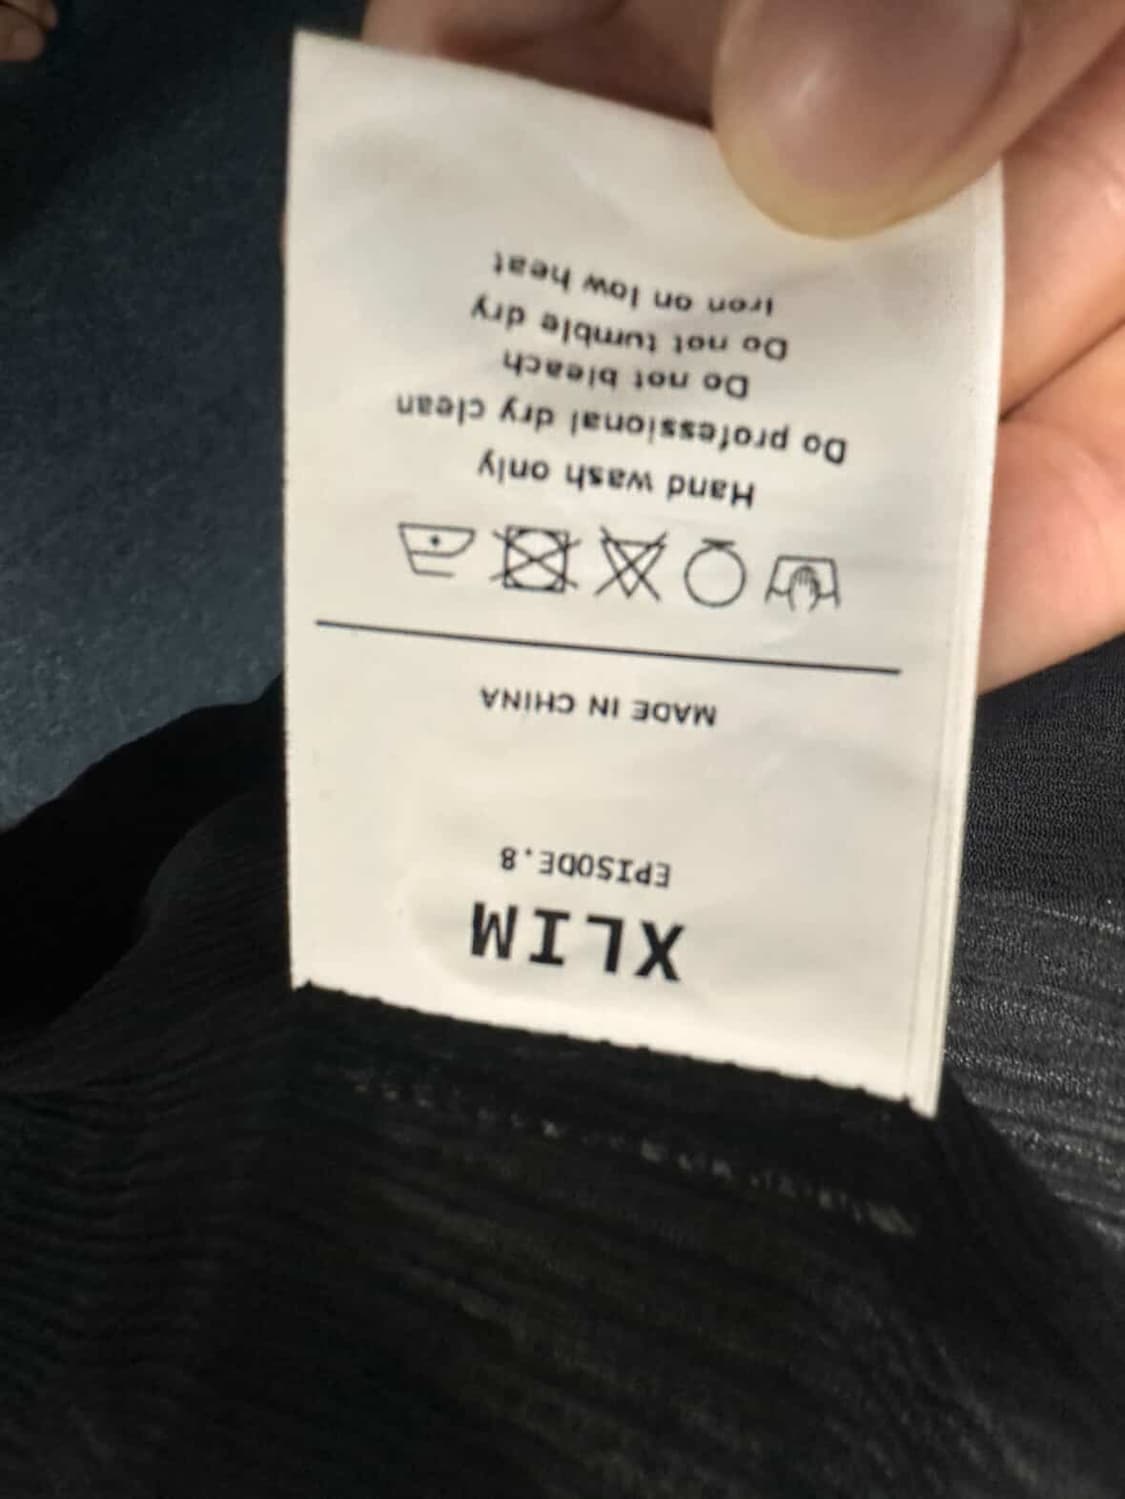 XLIM
EPISODE.8
MADE IN CHINA
Hand wash only
Do professional dry clean
Do not bleach
Do not tumble dry
Iron on low heat